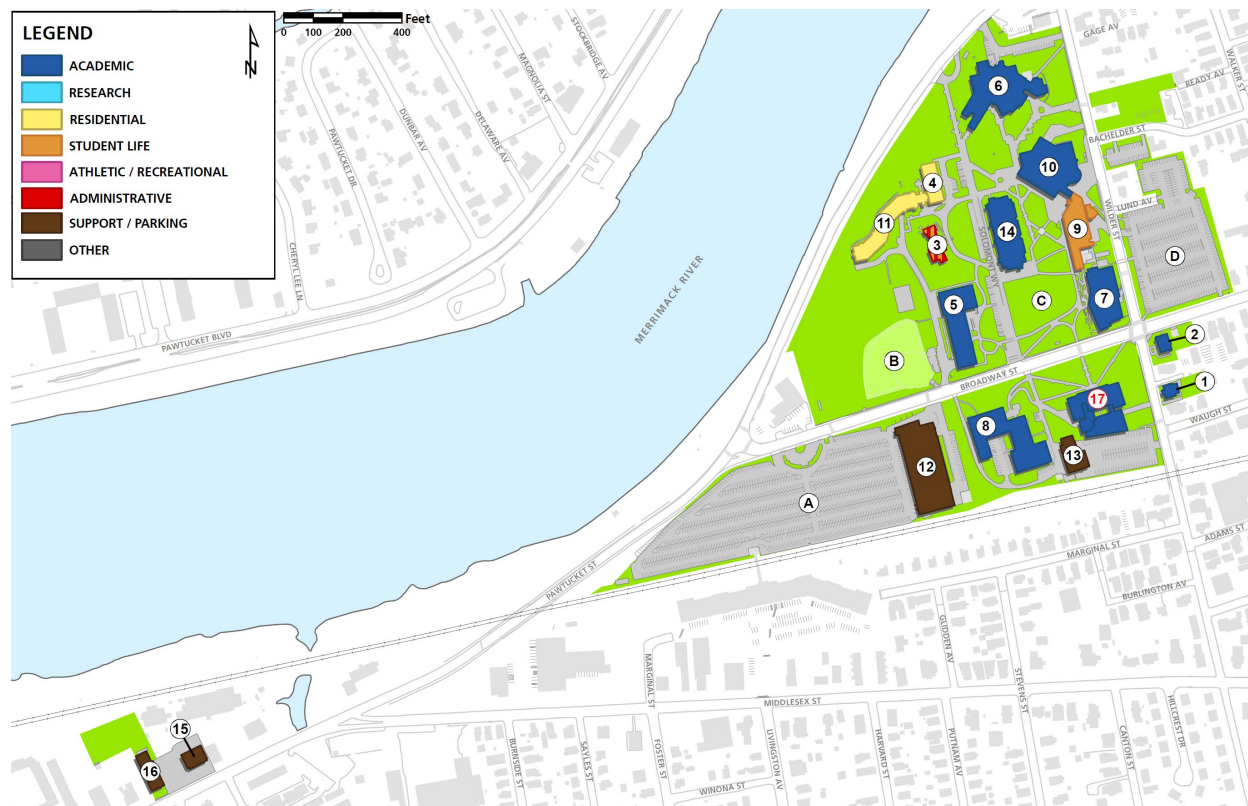 LEGEND
N
ACADEMIC
RESEARCH
RESIDENTIAL
STUDENT LIFE
ATHLETIC / RECREATIONAL
ADMINISTRATIVE
SUPPORT / PARKING
OTHER
Feet
0 100 200 400
STOCKBRIDGE AV
MAGNOLIA ST
DELAWARE AV
DUNBAR AV
PAWTUCKET DR
CHERYL LEE LN
PAWTUCKET BLVD
MERRIMACK RIVER
GAGE AV
WALKER ST
READY AV
BACHELDER ST
LUND AV
WILDER ST
SOLOMONT WY
BROADWAY ST
WAUGH ST
6
10
4
11
9
14
3
D
7
C
5
2
B
1
17
8
13
12
A
PAWTUCKET ST
MARGINAL ST
ADAMS ST
BURLINGTON AV
GLIDDEN AV
STEVENS ST
MARGINAL ST
MIDDLESEX ST
BURNSIDE ST
SAYLES ST
FOSTER ST
LIVINGSTON AV
HARVARD ST
PUTNAM AV
CANTON ST
HILLCREST DR
WINONA ST
15
16